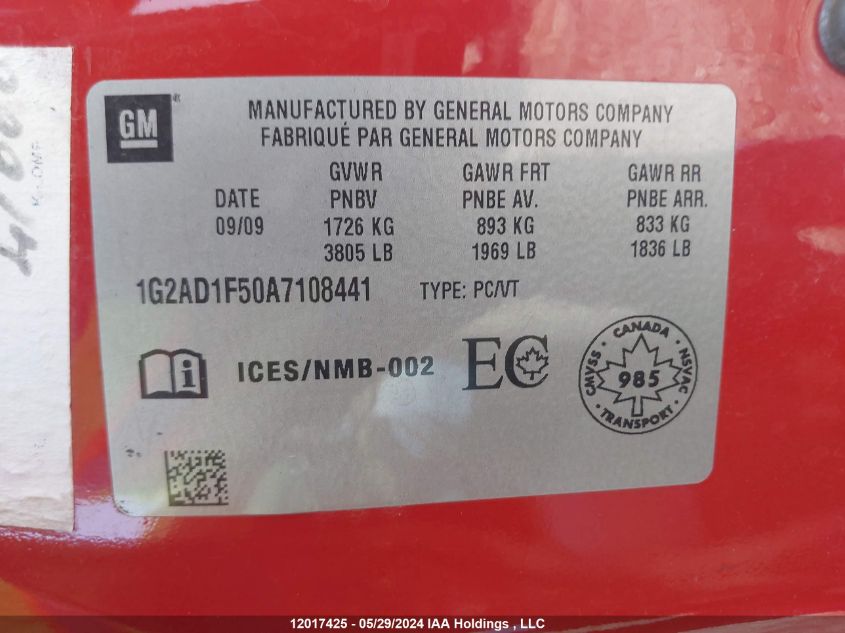 GM
MANUFACTURED BY GENERAL MOTORS COMPANY
FABRIQUÉ PAR GENERAL MOTORS COMPANY
GVWR GAWR FRT GAWR RR
DATE PNBV PNBE AV. PNBE ARR.
09/09 1726 KG 893 KG 833 KG
3805 LB 1969 LB 1836 LB
1G2AD1F50A7108441 TYPE: PC/VT
ICES/NMB-002 EC
CANADA
CMVSS 985 NSVAC
TRANSPORT
12017425 - 05/29/2024 IAA Holdings , LLC